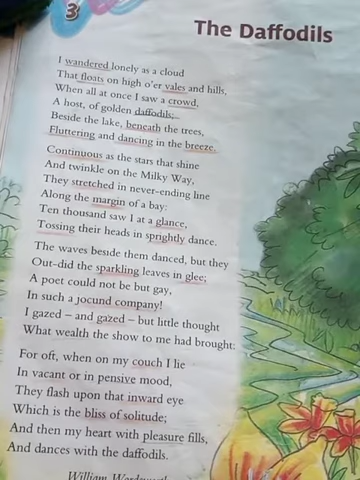 3
The Daffodils
I wandered lonely as a cloud
That floats on high o'er vales and hills,
When all at once I saw a crowd,
A host, of golden daffodils;
Beside the lake, beneath the trees,
Fluttering and dancing in the breeze.
Continuous as the stars that shine
And twinkle on the Milky Way,
They stretched in never-ending line
Along the margin of a bay:
Ten thousand saw I at a glance,
Tossing their heads in sprightly dance.
The waves beside them danced, but they
Out-did the sparkling leaves in glee;
A poet could not be but gay,
In such a jocund company!
I gazed – and gazed – but little thought
What wealth the show to me had brought:
For oft, when on my couch I lie
In vacant or in pensive mood,
They flash upon that inward eye
Which is the bliss of solitude;
And then my heart with pleasure fills,
And dances with the daffodils.
William